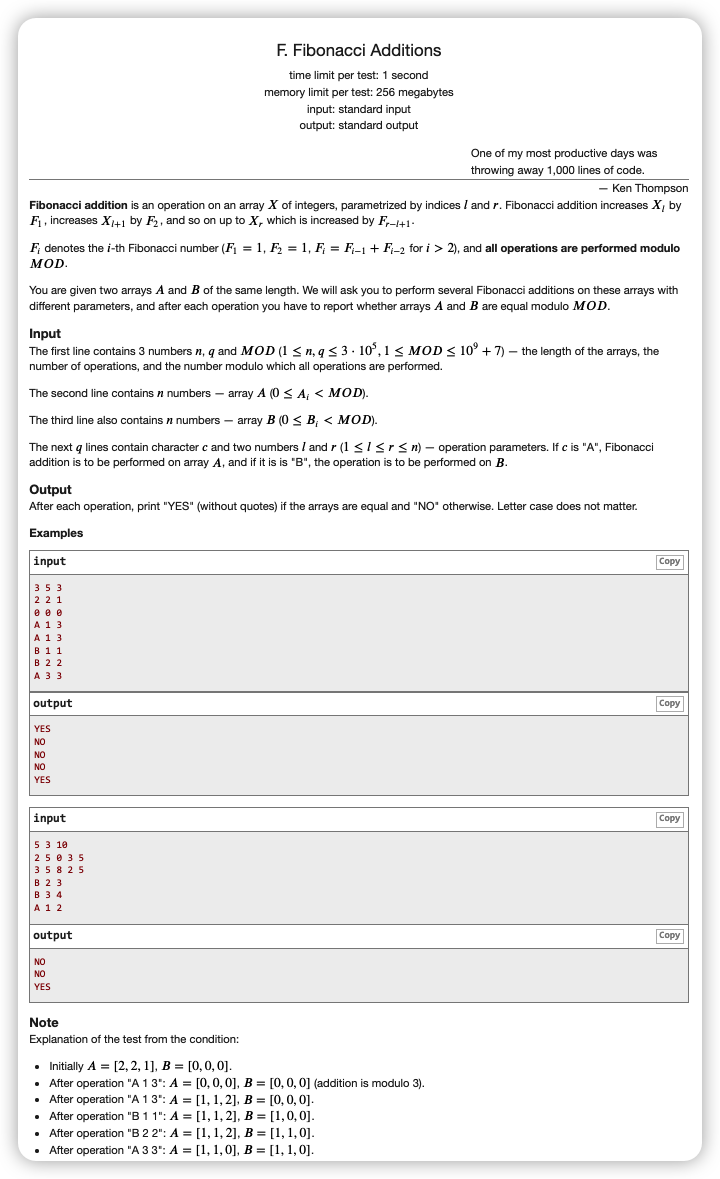 F. Fibonacci Additions
time limit per test: 1 second
memory limit per test: 256 megabytes
input: standard input
output: standard output
One of my most productive days was
throwing away 1,000 lines of code.
— Ken Thompson
Fibonacci addition is an operation on an array X of integers, parametrized by indices l and r. Fibonacci addition increases X_l by
F_1, increases X_{l+1} by F_2, and so on up to X_r which is increased by F_{r−l+1}.
F_i denotes the i-th Fibonacci number (F_1 = 1, F_2 = 1, F_i = F_{i−1} + F_{i−2} for i > 2), and all operations are performed modulo
MOD.
You are given two arrays A and B of the same length. We will ask you to perform several Fibonacci additions on these arrays with
different parameters, and after each operation you have to report whether arrays A and B are equal modulo MOD.
Input
The first line contains 3 numbers n, q and MOD (1 ≤ n, q ≤ 3 · 10^5, 1 ≤ MOD ≤ 10^9 + 7) — the length of the arrays, the
number of operations, and the number modulo which all operations are performed.
The second line contains n numbers — array A (0 ≤ A_i < MOD).
The third line also contains n numbers — array B (0 ≤ B_i < MOD).
The next q lines contain character c and two numbers l and r (1 ≤ l ≤ r ≤ n) — operation parameters. If c is "A", Fibonacci
addition is to be performed on array A, and if it is is "B", the operation is to be performed on B.
Output
After each operation, print "YES" (without quotes) if the arrays are equal and "NO" otherwise. Letter case does not matter.
Examples
input Copy
3 5 3
2 2 1
0 0 0
A 1 3
A 1 3
B 1 1
B 2 2
A 3 3
output Copy
YES
NO
NO
NO
YES
input Copy
5 3 10
2 5 0 3 5
3 5 8 2 5
B 2 3
B 3 4
A 1 2
output Copy
NO
NO
YES
Note
Explanation of the test from the condition:
• Initially A = [2, 2, 1], B = [0, 0, 0].
• After operation "A 1 3": A = [0, 0, 0], B = [0, 0, 0] (addition is modulo 3).
• After operation "A 1 3": A = [1, 1, 2], B = [0, 0, 0].
• After operation "B 1 1": A = [1, 1, 2], B = [1, 0, 0].
• After operation "B 2 2": A = [1, 1, 2], B = [1, 1, 0].
• After operation "A 3 3": A = [1, 1, 0], B = [1, 1, 0].